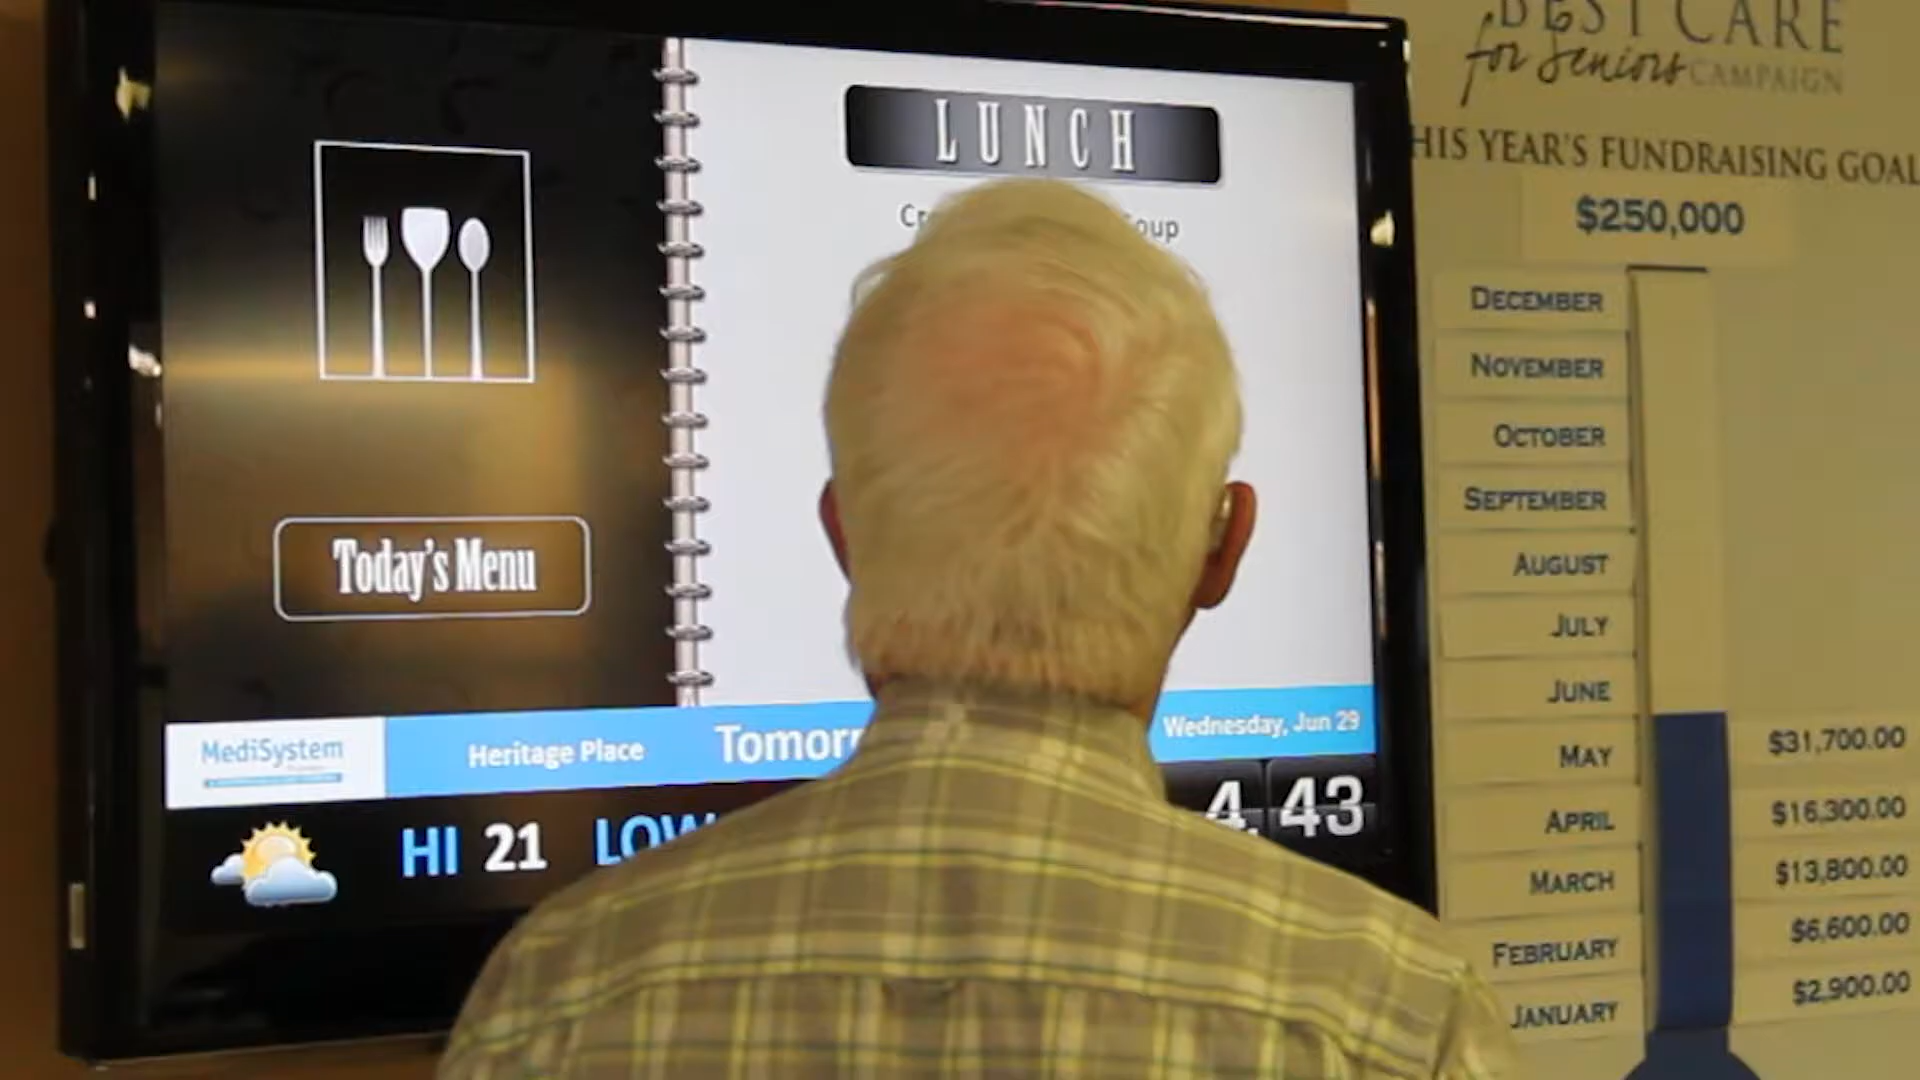 LUNCH
Today's Menu
MediSystem
Heritage Place
Wednesday, Jun 29
HI 21 LOW
4 43
BEST CARE
for Seniors CAMPAIGN
HIS YEAR'S FUNDRAISING GOAL
$250,000
DECEMBER
NOVEMBER
OCTOBER
SEPTEMBER
AUGUST
JULY
JUNE
MAY $31,700.00
APRIL $16,300.00
MARCH $13,800.00
FEBRUARY $6,600.00
JANUARY $2,900.00